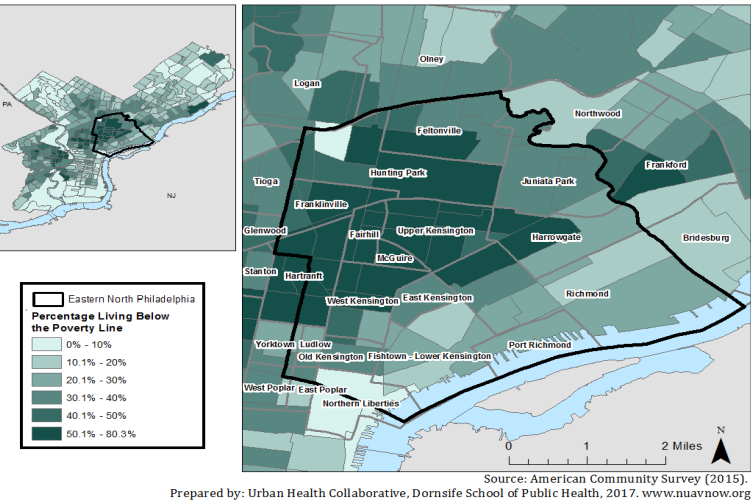 PA
NJ
Eastern North Philadelphia
Percentage Living Below
the Poverty Line
0% - 10%
10.1% - 20%
20.1% - 30%
30.1% - 40%
40.1% - 50%
50.1% - 80.3%
Olney
Logan
Northwood
Feltonville
Frankford
Hunting Park
Tioga
Juniata Park
Franklinville
Glenwood
Fairhill
Upper Kensington
Harrowgate
Bridesburg
McGuire
Stanton
Hartranft
West Kensington
East Kensington
Richmond
Yorktown
Ludlow
Port Richmond
Old Kensington
Fishtown - Lower Kensington
West Poplar
East Poplar
Northern Liberties
N
0 1 2 Miles
Source: American Community Survey (2015).
Prepared by: Urban Health Collaborative, Dornsife School of Public Health, 2017. www.nuavnow.org